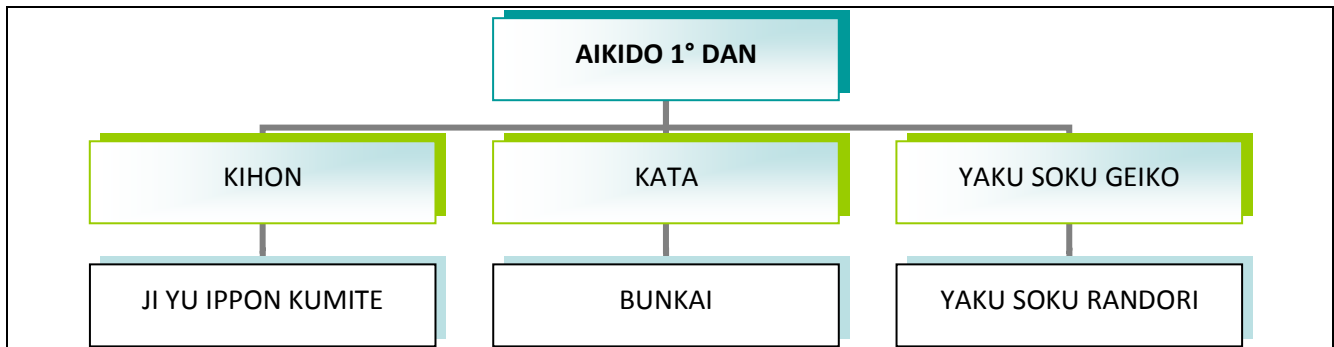 AIKIDO 1° DAN
KIHON
KATA
YAKU SOKU GEIKO
JI YU IPPON KUMITE
BUNKAI
YAKU SOKU RANDORI